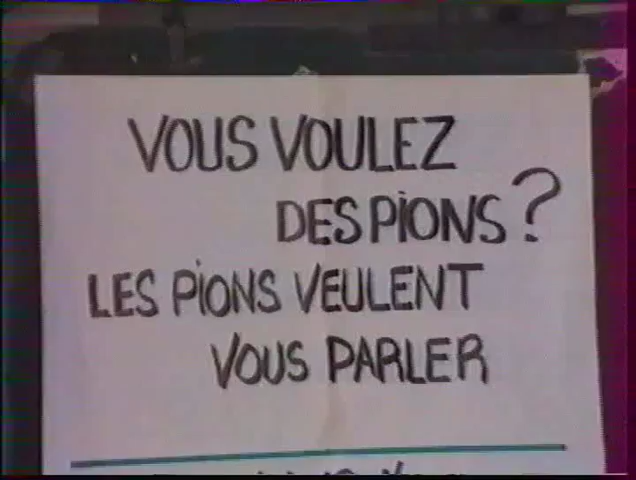 VOUS VOULEZ
DES PiONS ?
LES PiONS VEULENT
VOUS PARLER